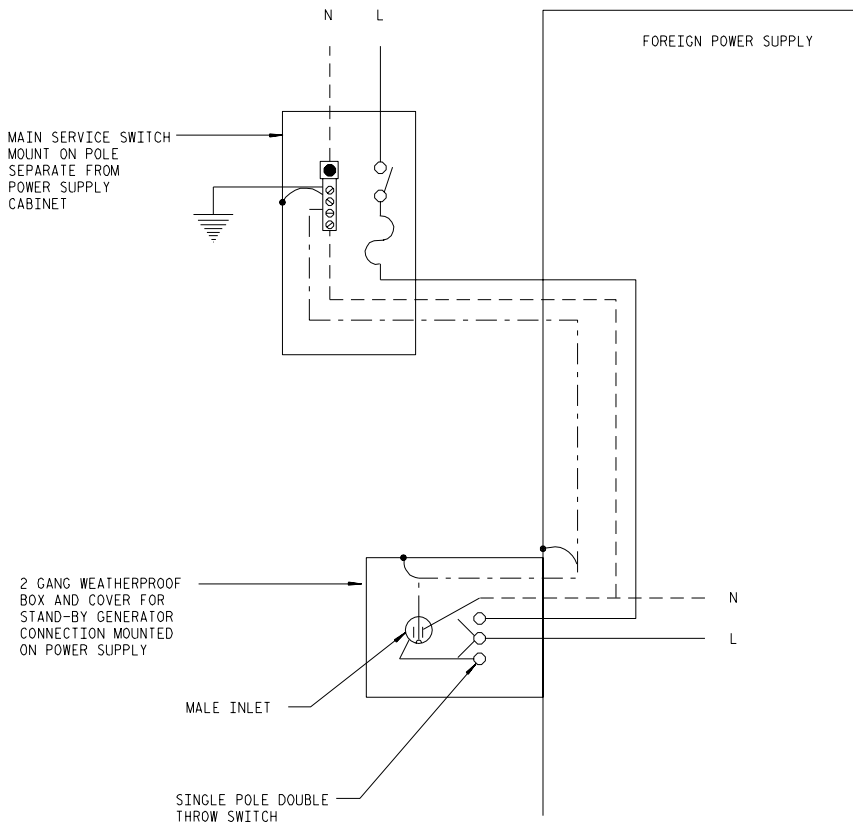 N L
FOREIGN POWER SUPPLY
MAIN SERVICE SWITCH
MOUNT ON POLE
SEPARATE FROM
POWER SUPPLY
CABINET
2 GANG WEATHERPROOF
BOX AND COVER FOR
STAND-BY GENERATOR
CONNECTION MOUNTED
ON POWER SUPPLY
N
L
MALE INLET
SINGLE POLE DOUBLE
THROW SWITCH